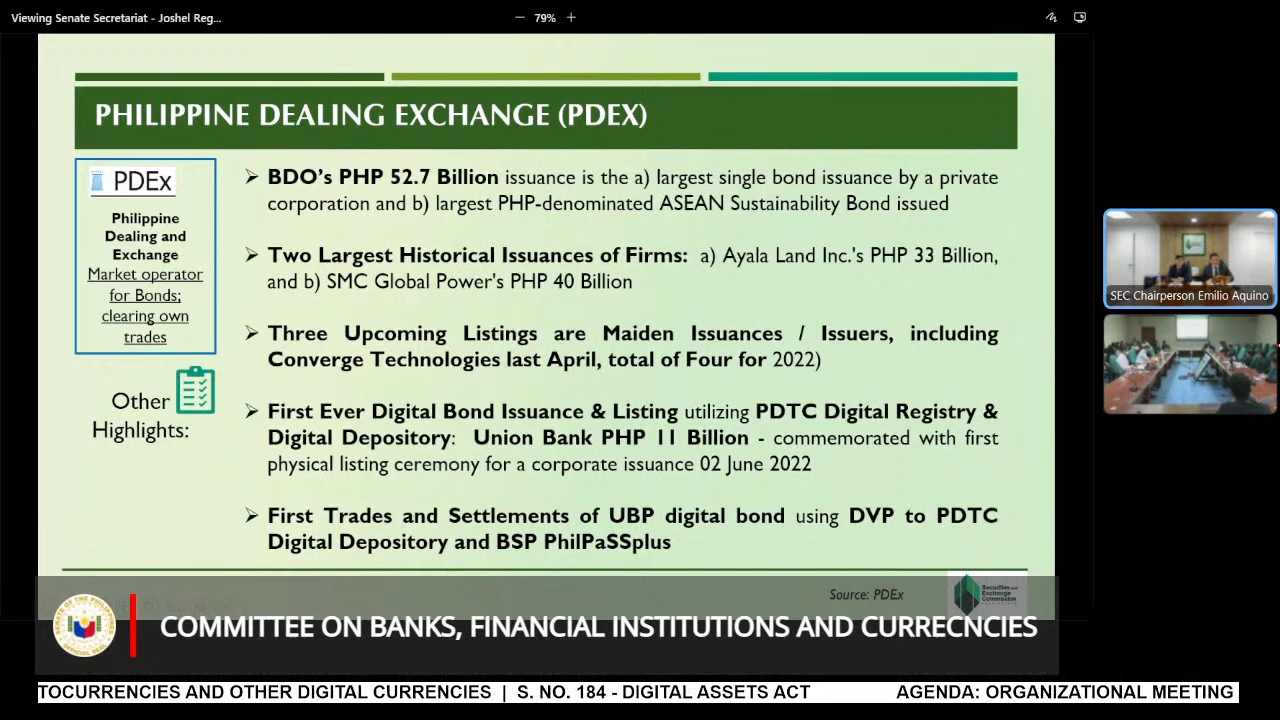 Viewing Senate Secretariat - Joshel Reg...
79%
PHILIPPINE DEALING EXCHANGE (PDEX)
PDEx
Philippine
Dealing and
Exchange
Market operator
for Bonds;
clearing own
trades
Other
Highlights:
➢ BDO's PHP 52.7 Billion issuance is the a) largest single bond issuance by a private
corporation and b) largest PHP-denominated ASEAN Sustainability Bond issued
➢ Two Largest Historical Issuances of Firms: a) Ayala Land Inc.'s PHP 33 Billion,
and b) SMC Global Power's PHP 40 Billion
➢ Three Upcoming Listings are Maiden Issuances / Issuers, including
Converge Technologies last April, total of Four for 2022)
➢ First Ever Digital Bond Issuance & Listing utilizing PDTC Digital Registry &
Digital Depository: Union Bank PHP 11 Billion - commemorated with first
physical listing ceremony for a corporate issuance 02 June 2022
➢ First Trades and Settlements of UBP digital bond using DVP to PDTC
Digital Depository and BSP PhilPaSSplus
Source: PDEx
Securities and
Exchange
Commission
SEC Chairperson Emilio Aquino
COMMITTEE ON BANKS, FINANCIAL INSTITUTIONS AND CURRECNCIES
TOCURRENCIES AND OTHER DIGITAL CURRENCIES | S. NO. 184 - DIGITAL ASSETS ACT AGENDA: ORGANIZATIONAL MEETING